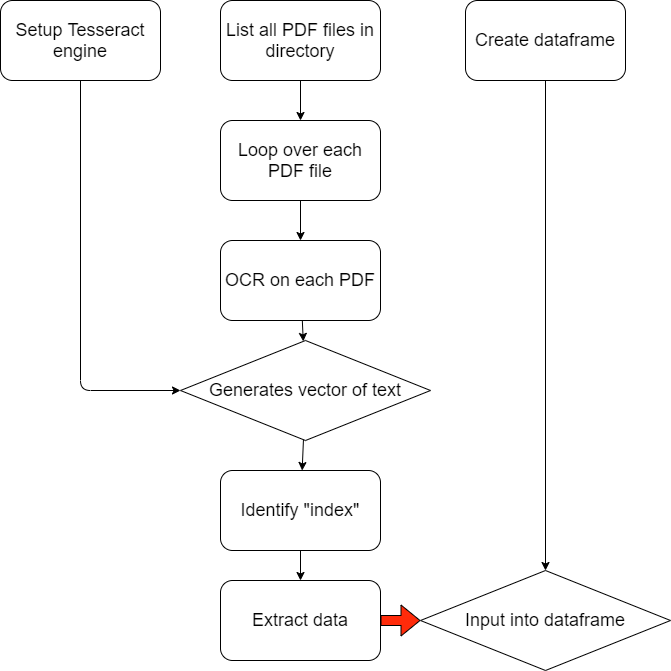 Setup Tesseract
engine
List all PDF files in
directory
Create dataframe
Loop over each
PDF file
OCR on each PDF
Generates vector of text
Identify "index"
Extract data
Input into dataframe